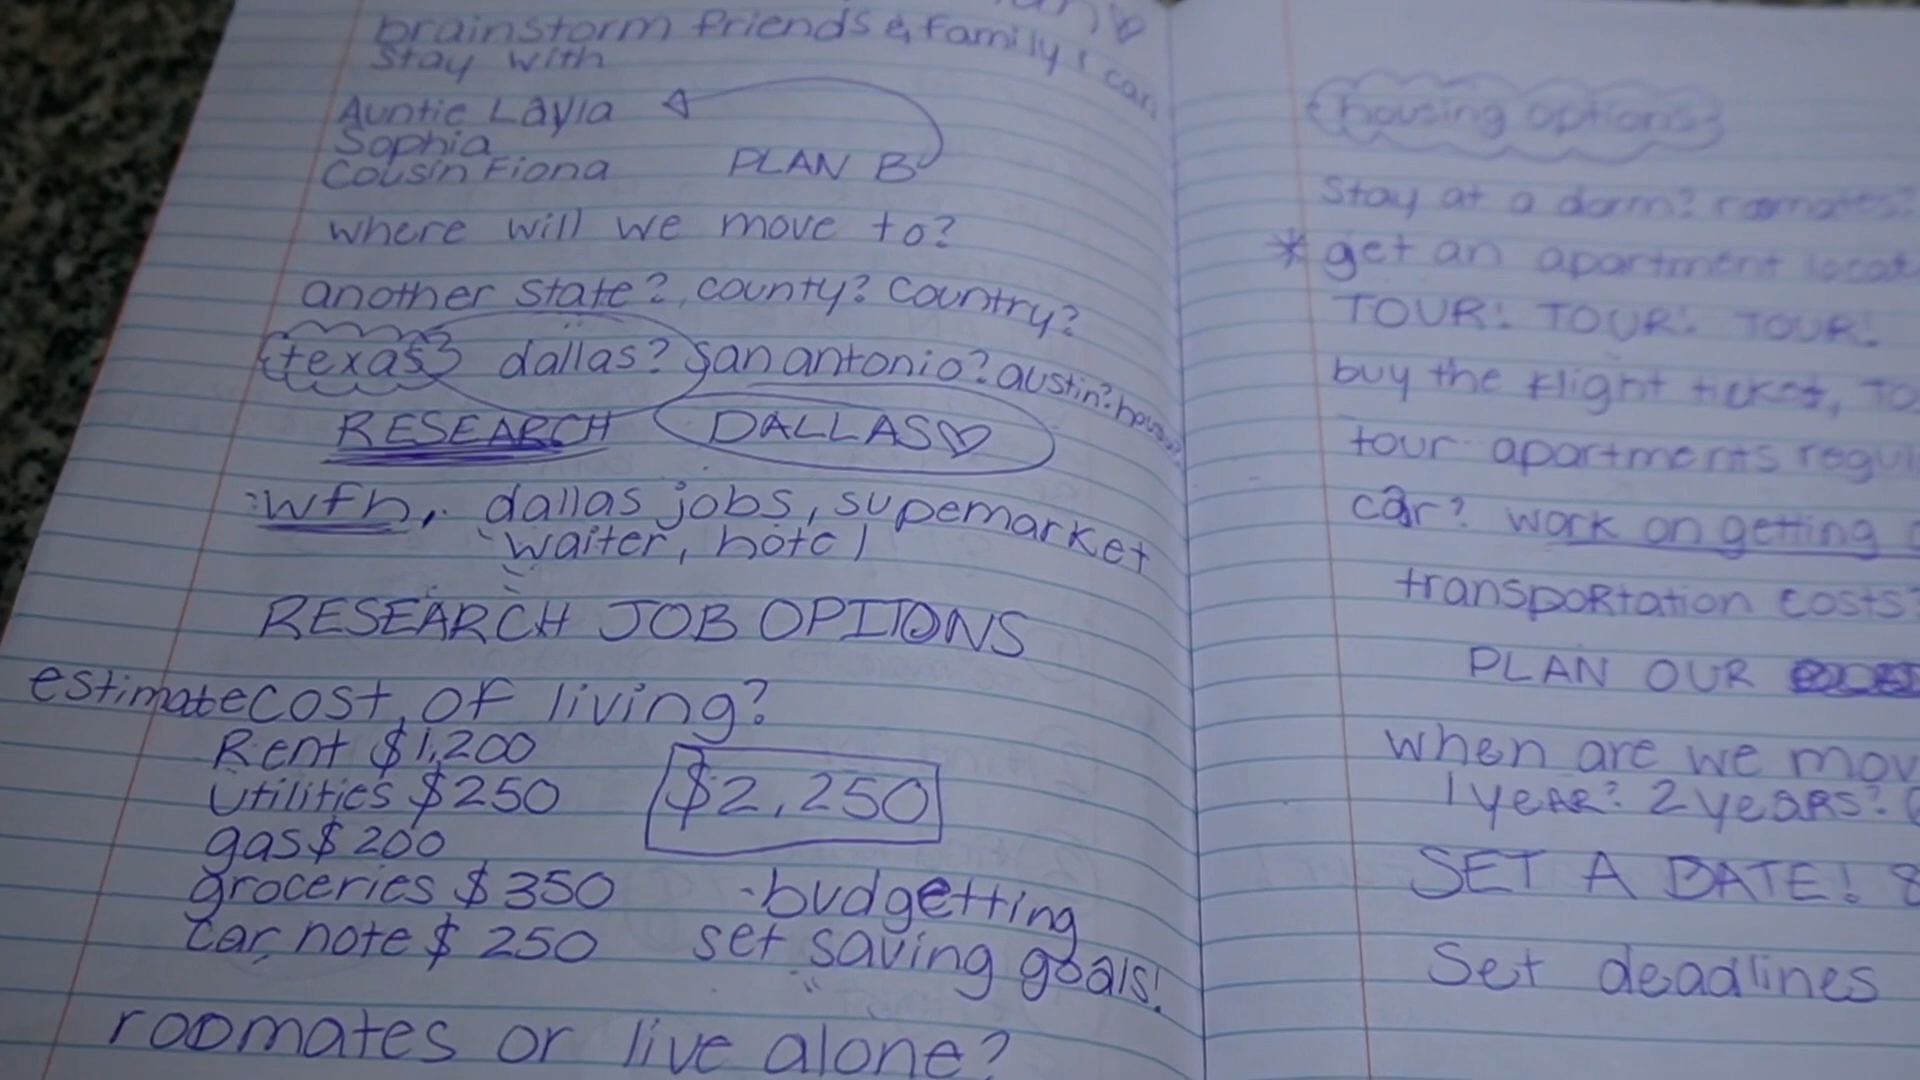 brainstorm friends & family I can
stay with
Auntie Layla
Sophia
Cousin Fiona
PLAN B
where will we move to?
another state? county? country?
texas? dallas? san antonio? austin?
RESEARCH DALLAS♡
wfh, dallas jobs, supemarket
waiter, hotel
RESEARCH JOB OPITONS
estimate cost of living?
Rent $1,200
Utilities $250
gas $200
groceries $350
car note $250
$2,250
-budgetting
set saving goals!
roomates or live alone?
housing options
Stay at a dorm?
* get an apartment
TOUR! TOUR! TOUR!
buy the flight ticket,
tour apartments
car? work on getting
transportation costs?
PLAN OUR
when are we
1 year? 2 years?
SET A DATE!
Set deadlines